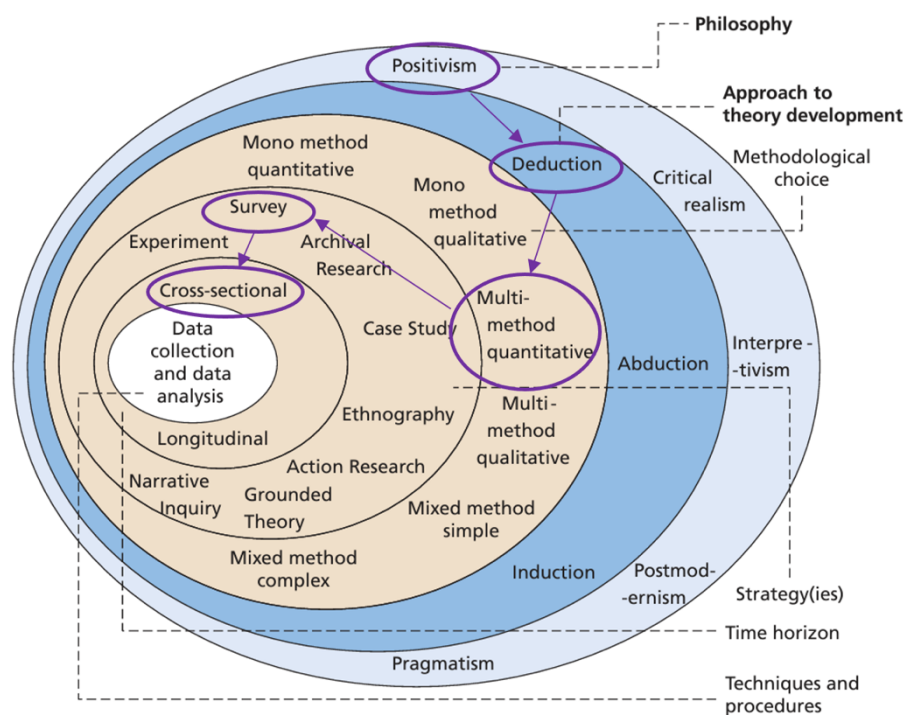 Philosophy
Positivism
Approach to
theory development
Mono method
quantitative
Deduction
Methodological
choice
Critical
realism
Mono
method
qualitative
Survey
Experiment
Archival
Research
Cross-sectional
Multi-
method
quantitative
Data
collection
and data
analysis
Case Study
Interpre--
-tivism
Abduction
Multi-
method
qualitative
Ethnography
Longitudinal
Action Research
Narrative
Inquiry
Grounded
Theory
Mixed method
simple
Mixed method
complex
Induction
Postmod-
-ernism
Strategy(ies)
Time horizon
Pragmatism
Techniques and
procedures